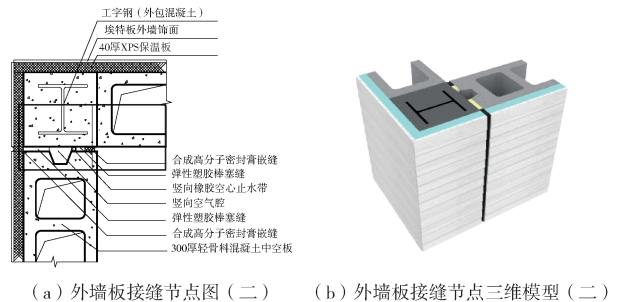 工字钢（外包混凝土）
埃特板外墙饰面
40厚XPS保温板
合成高分子密封膏嵌缝
弹性塑胶棒塞缝
竖向橡胶空心止水带
竖向空气腔
弹性塑胶棒塞缝
合成高分子密封膏嵌缝
300厚轻骨料混凝土中空板
（a）外墙板接缝节点图（二）
（b）外墙板接缝节点三维模型（二）